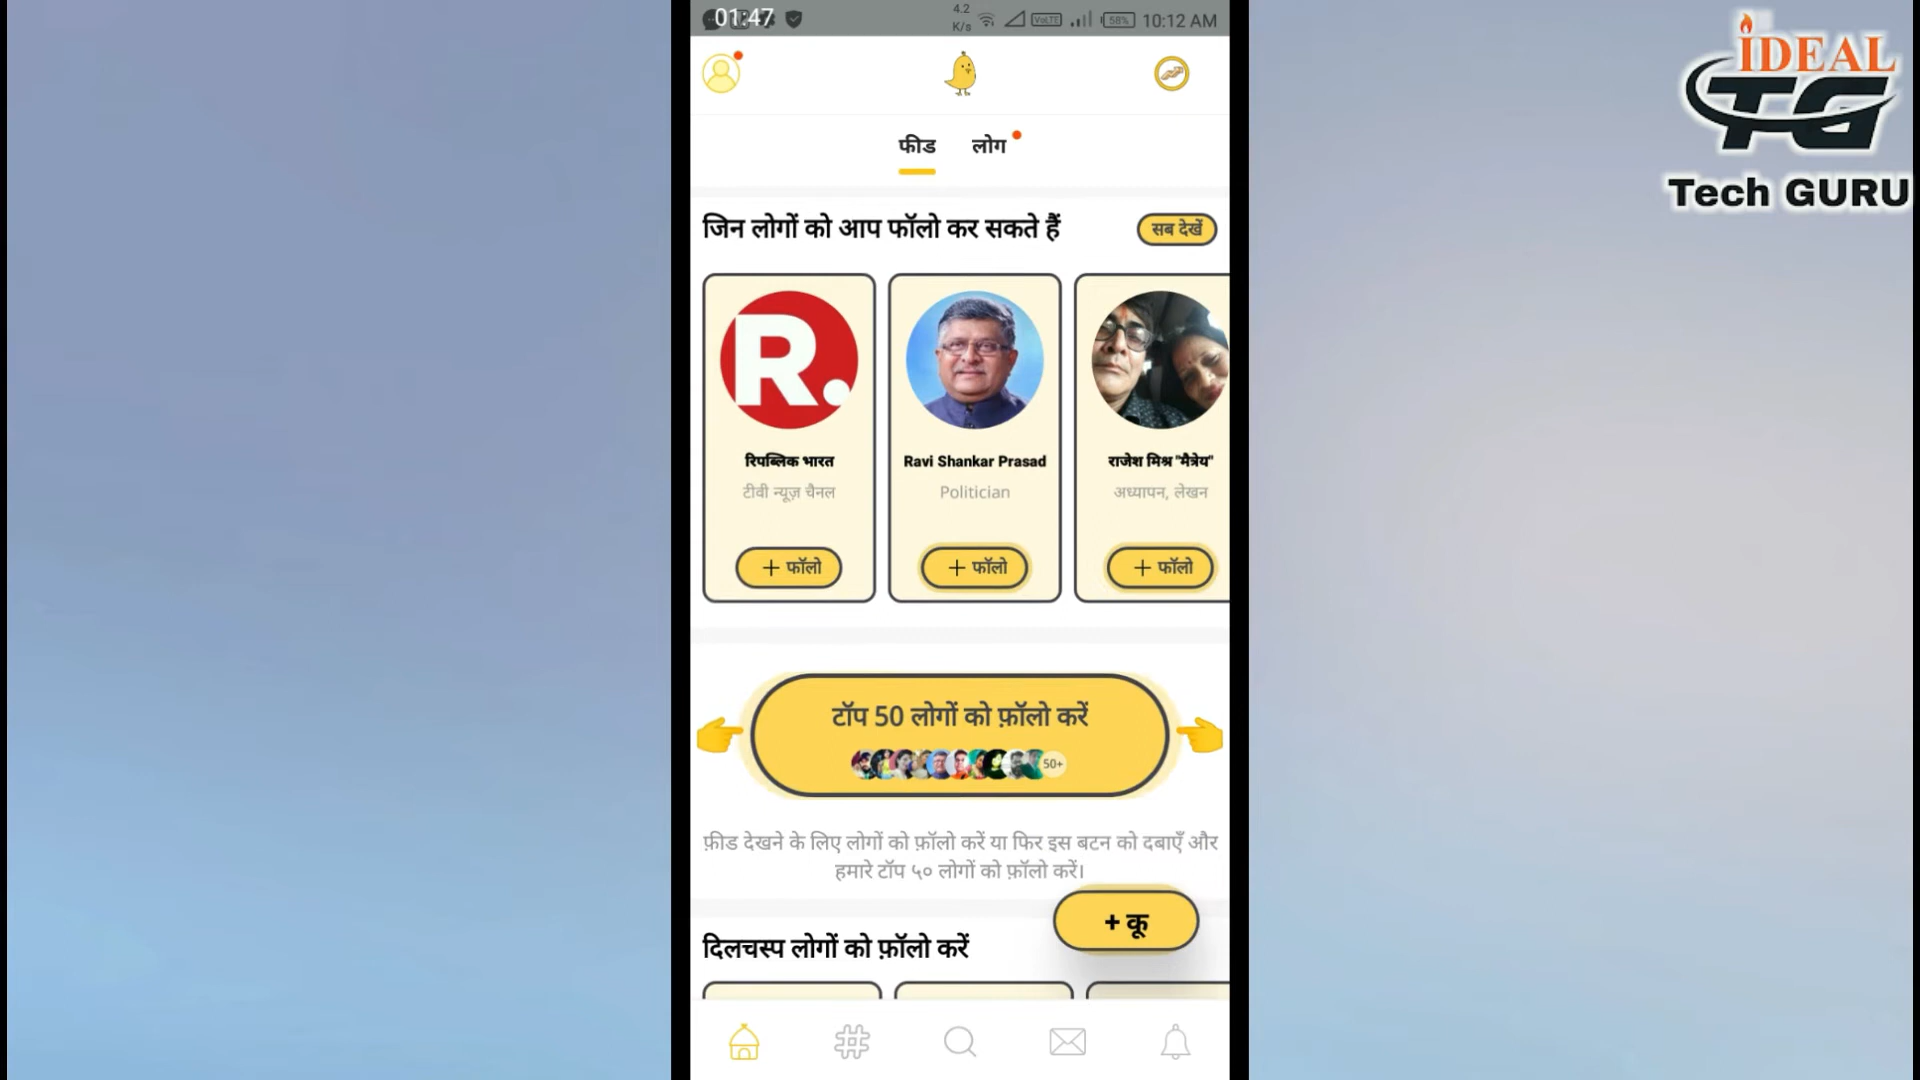 01:47
4.2
K/s
VoLTE
58%
10:12 AM
IDEAL
TG
Tech GURU
फीड लोग
जिन लोगों को आप फॉलो कर सकते हैं
सब देखें
R.
रिपब्लिक भारत
टीवी न्यूज़ चैनल
+ फॉलो
Ravi Shankar Prasad
Politician
+ फॉलो
राजेश मिश्र "मैत्रेय"
अध्यापन, लेखन
+ फॉलो
टॉप 50 लोगों को फ़ॉलो करें
50+
फ़ीड देखने के लिए लोगों को फ़ॉलो करें या फिर इस बटन को दबाएँ और
हमारे टॉप ५० लोगों को फ़ॉलो करें।
+ कू
दिलचस्प लोगों को फ़ॉलो करें